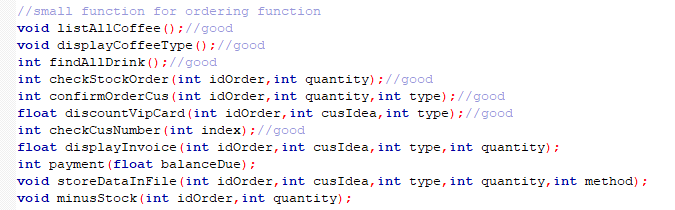 //small function for ordering function
void listAllCoffee();//good
void displayCoffeeType();//good
int findAllDrink();//good
int checkStockOrder(int idOrder,int quantity);//good
int confirmOrderCus(int idOrder,int quantity,int type);//good
float discountVipCard(int idOrder,int cusIdea,int type);//good
int checkCusNumber(int index);//good
float displayInvoice(int idOrder,int cusIdea,int type,int quantity);
int payment(float balanceDue);
void storeDataInFile(int idOrder,int cusIdea,int type,int quantity,int method);
void minusStock(int idOrder,int quantity);